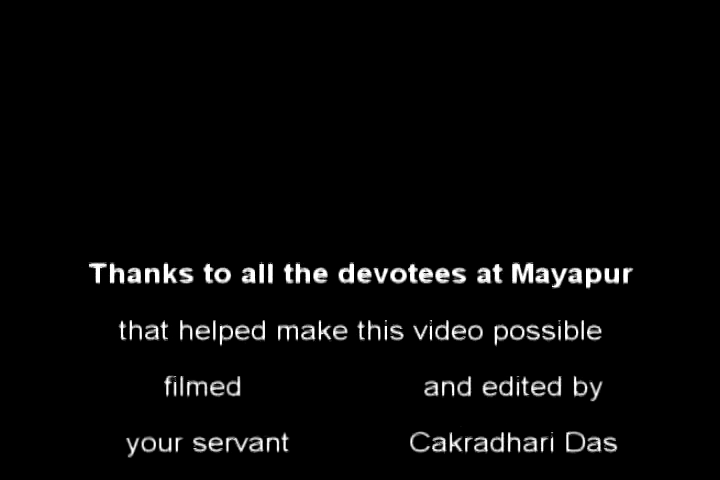 Thanks to all the devotees at Mayapur
that helped make this video possible
filmed and edited by
your servant Cakradhari Das